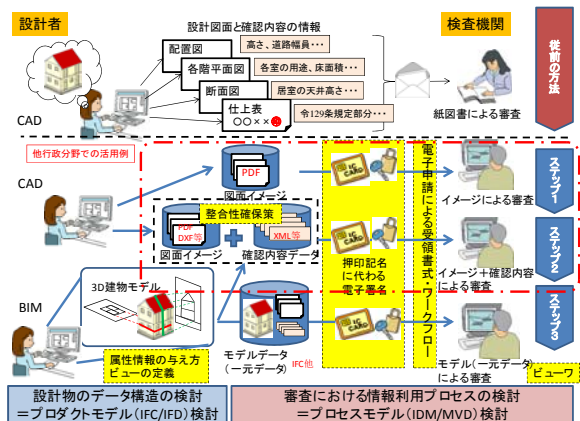 設計者
設計図面と確認内容の情報
検査機関
配置図
高さ、道路幅員・・・
各階平面図
各室の用途、床面積・・・
断面図
居室の天井高さ・・・
仕上表
○○××
令129条規定部分・・・
CAD
紙図書による審査
従前の方法
他行政分野での活用例
CAD
PDF
図面イメージ
IC
CARD
イメージによる審査
ステップ1
整合性確保策
PDF
DXF等
XML等
図面イメージ
確認内容データ
IC
CARD
押印記名
に代わる
電子署名
電子申請による受領書式・ワークフロー
イメージ+確認内容
による審査
ステップ2
3D建物モデル
BIM
属性情報の与え方
ビューの定義
モデルデータ
(一元データ)
IFC他
IC
CARD
モデル(一元データ)
による審査
ステップ3
ビューワ
設計物のデータ構造の検討
=プロダクトモデル(IFC/IFD)検討
審査における情報利用プロセスの検討
=プロセスモデル(IDM/MVD)検討